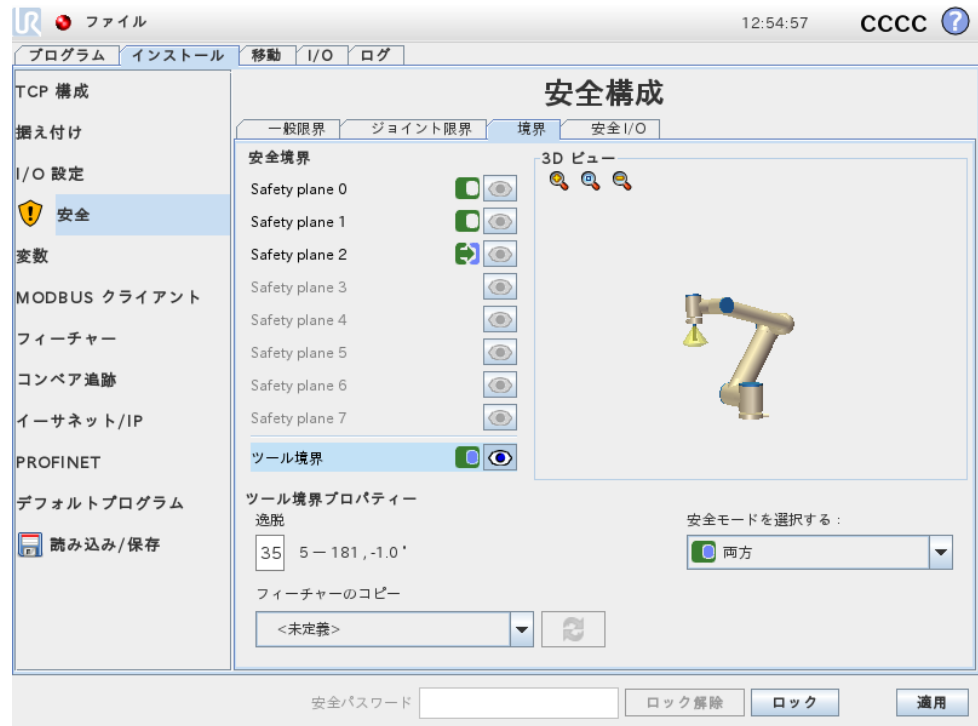 UR ファイル 12:54:57 CCCC ?
プログラム インストール 移動 I/O ログ
TCP 構成
据え付け
I/O 設定
安全
変数
MODBUS クライアント
フィーチャー
コンベア追跡
イーサネット/IP
PROFINET
デフォルトプログラム
読み込み/保存
安全構成
一般限界 ジョイント限界 境界 安全I/O
安全境界
Safety plane 0
Safety plane 1
Safety plane 2
Safety plane 3
Safety plane 4
Safety plane 5
Safety plane 6
Safety plane 7
ツール境界
3D ビュー
ツール境界プロパティー
逸脱
35 5 – 181 , -1.0 °
フィーチャーのコピー
<未定義>
安全モードを選択する :
両方
安全パスワード ロック解除 ロック 適用